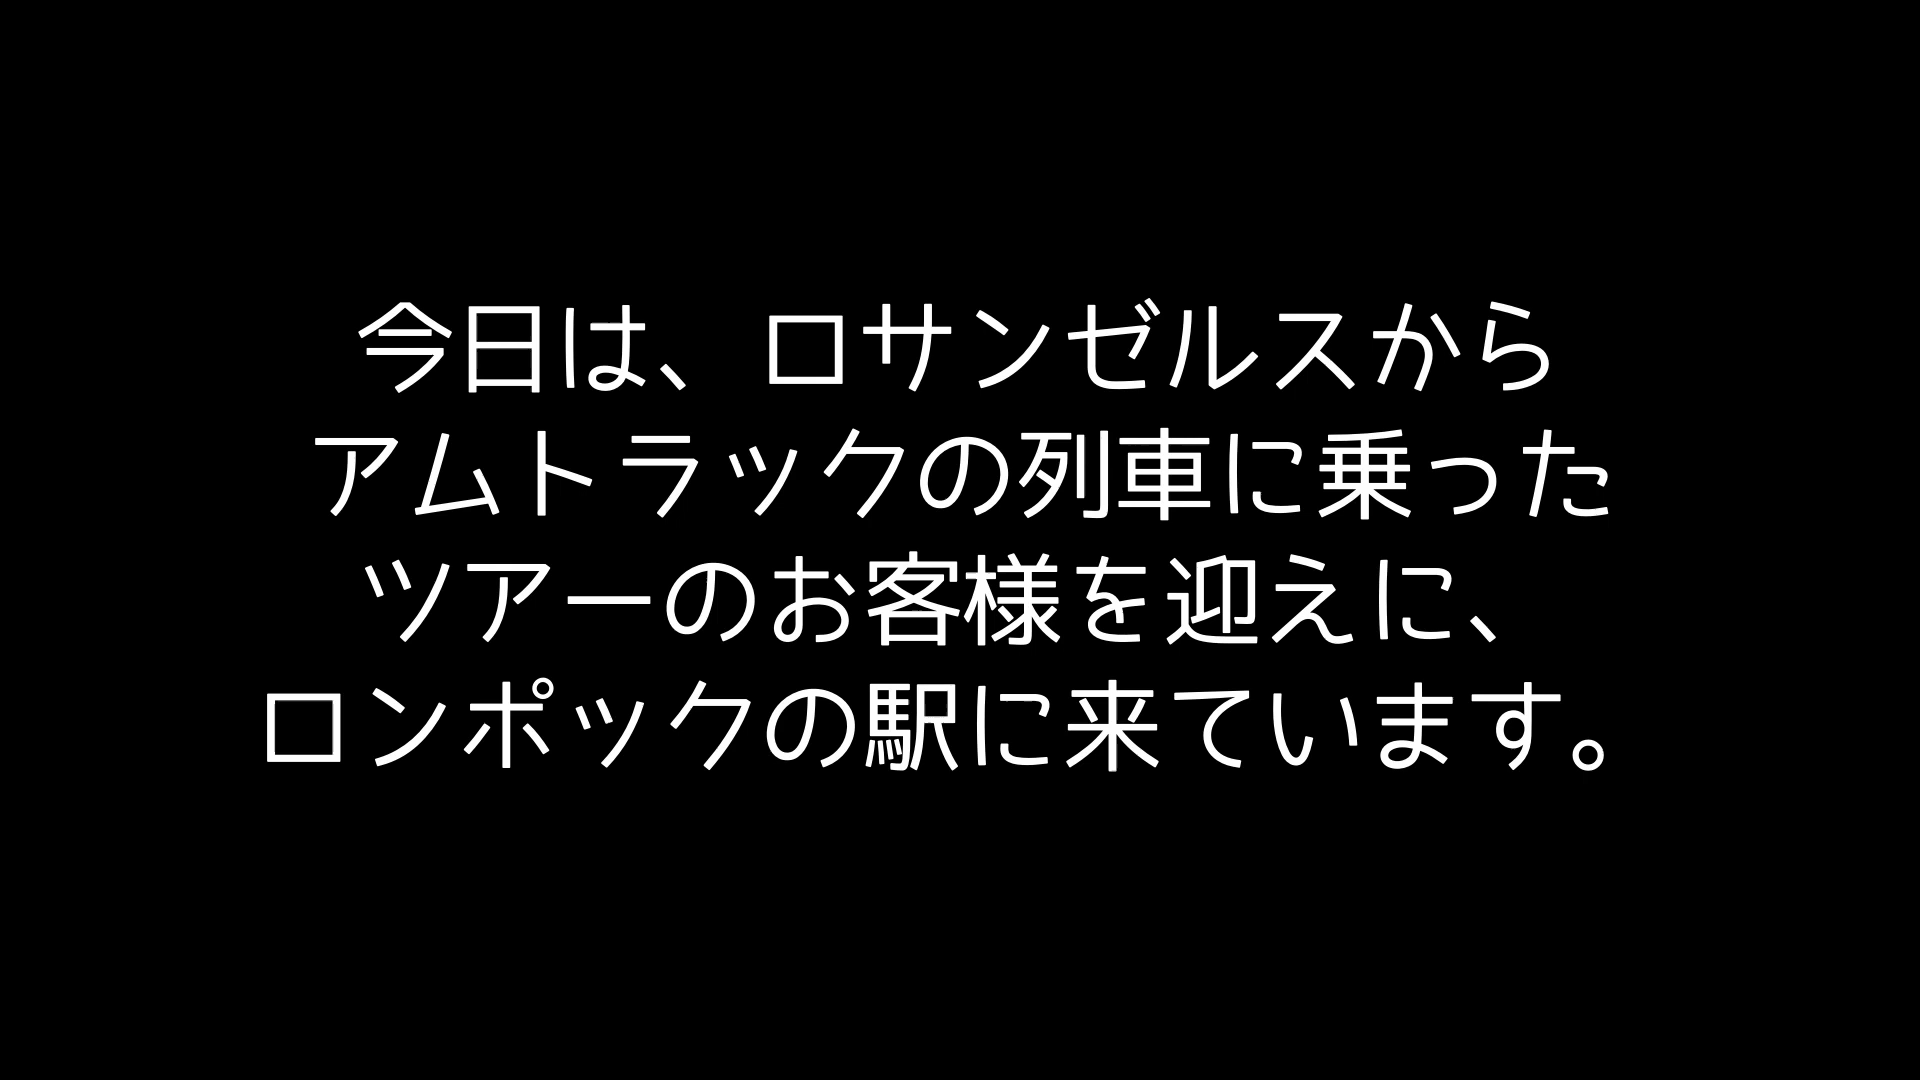 今日は、ロサンゼルスから
アムトラックの列車に乗った
ツアーのお客様を迎えに、
ロンポックの駅に来ています。